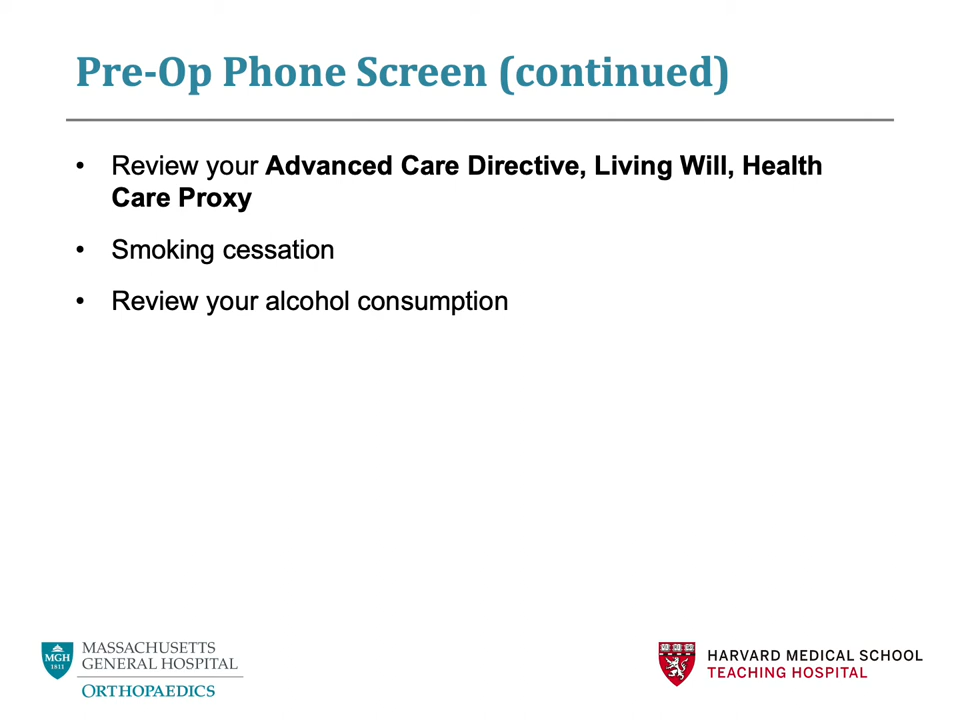 Pre-Op Phone Screen (continued)
• Review your Advanced Care Directive, Living Will, Health
Care Proxy
• Smoking cessation
• Review your alcohol consumption
MGH
1811
MASSACHUSETTS
GENERAL HOSPITAL
ORTHOPAEDICS
HARVARD MEDICAL SCHOOL
TEACHING HOSPITAL